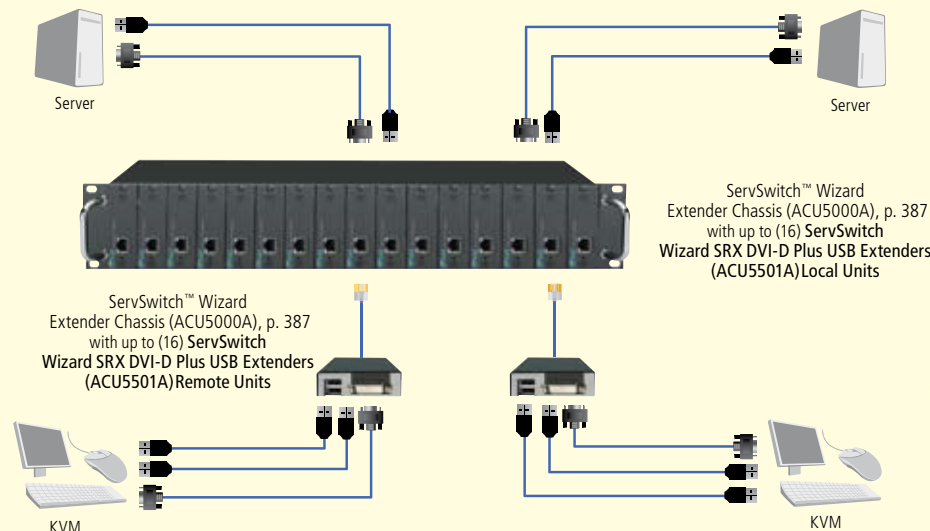 Server
Server
ServSwitch™ Wizard
Extender Chassis (ACU5000A), p. 387
with up to (16) ServSwitch
Wizard SRX DVI-D Plus USB Extenders
(ACU5501A)Local Units
ServSwitch™ Wizard
Extender Chassis (ACU5000A), p. 387
with up to (16) ServSwitch
Wizard SRX DVI-D Plus USB Extenders
(ACU5501A)Remote Units
KVM
KVM